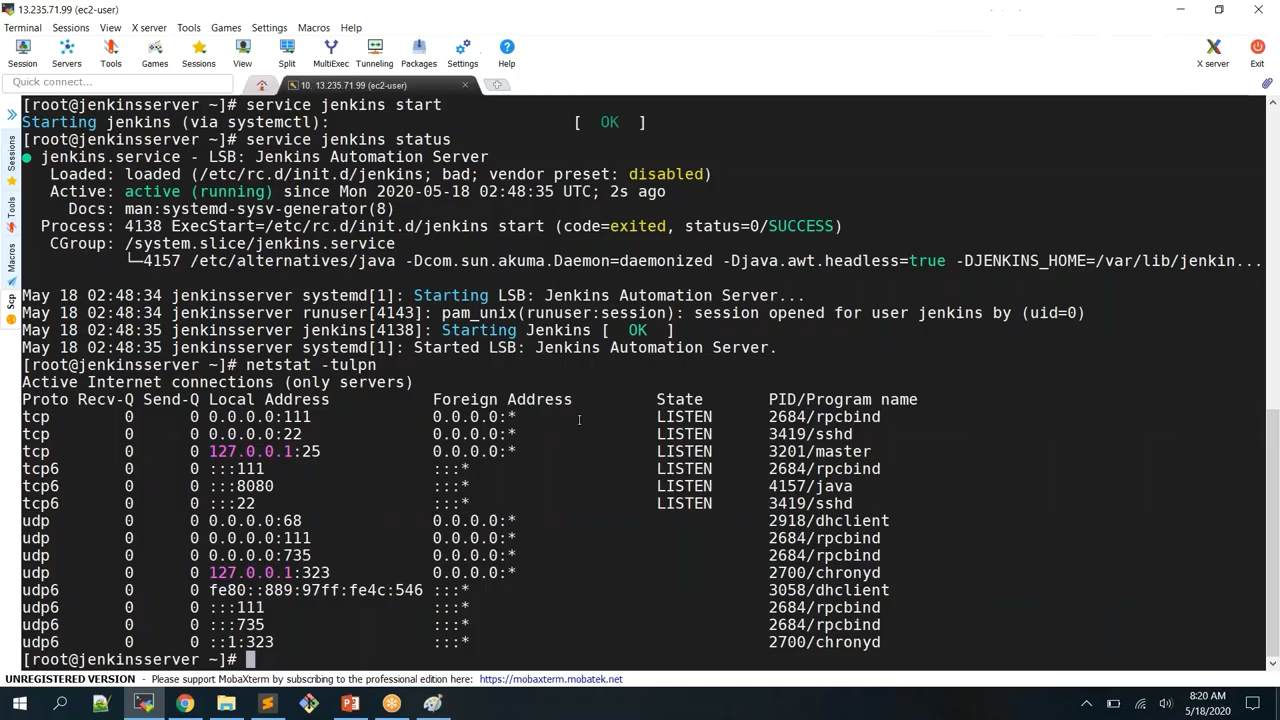 13.235.71.99 (ec2-user)
Terminal Sessions View X server Tools Games Settings Macros Help
Session Servers Tools Games Sessions View Split MultiExec Tunneling Packages Settings Help X server Exit
Quick connect...
10. 13.235.71.99 (ec2-user)
Sessions
Tools
Macros
Scp
[root@jenkinsserver ~]# service jenkins start
Starting jenkins (via systemctl): [ OK ]
[root@jenkinsserver ~]# service jenkins status
● jenkins.service - LSB: Jenkins Automation Server
Loaded: loaded (/etc/rc.d/init.d/jenkins; bad; vendor preset: disabled)
Active: active (running) since Mon 2020-05-18 02:48:35 UTC; 2s ago
Docs: man:systemd-sysv-generator(8)
Process: 4138 ExecStart=/etc/rc.d/init.d/jenkins start (code=exited, status=0/SUCCESS)
CGroup: /system.slice/jenkins.service
└─4157 /etc/alternatives/java -Dcom.sun.akuma.Daemon=daemonized -Djava.awt.headless=true -DJENKINS_HOME=/var/lib/jenkin...
May 18 02:48:34 jenkinsserver systemd[1]: Starting LSB: Jenkins Automation Server...
May 18 02:48:34 jenkinsserver runuser[4143]: pam_unix(runuser:session): session opened for user jenkins by (uid=0)
May 18 02:48:35 jenkinsserver jenkins[4138]: Starting Jenkins [ OK ]
May 18 02:48:35 jenkinsserver systemd[1]: Started LSB: Jenkins Automation Server.
[root@jenkinsserver ~]# netstat -tulpn
Active Internet connections (only servers)
Proto Recv-Q Send-Q Local Address Foreign Address State PID/Program name
tcp 0 0 0.0.0.0:111 0.0.0.0:* LISTEN 2684/rpcbind
tcp 0 0 0.0.0.0:22 0.0.0.0:* LISTEN 3419/sshd
tcp 0 0 127.0.0.1:25 0.0.0.0:* LISTEN 3201/master
tcp6 0 0 :::111 :::* LISTEN 2684/rpcbind
tcp6 0 0 :::8080 :::* LISTEN 4157/java
tcp6 0 0 :::22 :::* LISTEN 3419/sshd
udp 0 0 0.0.0.0:68 0.0.0.0:* 2918/dhclient
udp 0 0 0.0.0.0:111 0.0.0.0:* 2684/rpcbind
udp 0 0 0.0.0.0:735 0.0.0.0:* 2684/rpcbind
udp 0 0 127.0.0.1:323 0.0.0.0:* 2700/chronyd
udp6 0 0 fe80::889:97ff:fe4c:546 :::* 3058/dhclient
udp6 0 0 :::111 :::* 2684/rpcbind
udp6 0 0 :::735 :::* 2684/rpcbind
udp6 0 0 ::1:323 :::* 2700/chronyd
[root@jenkinsserver ~]#
UNREGISTERED VERSION - Please support MobaXterm by subscribing to the professional edition here: https://mobaxterm.mobatek.net
8:20 AM
5/18/2020